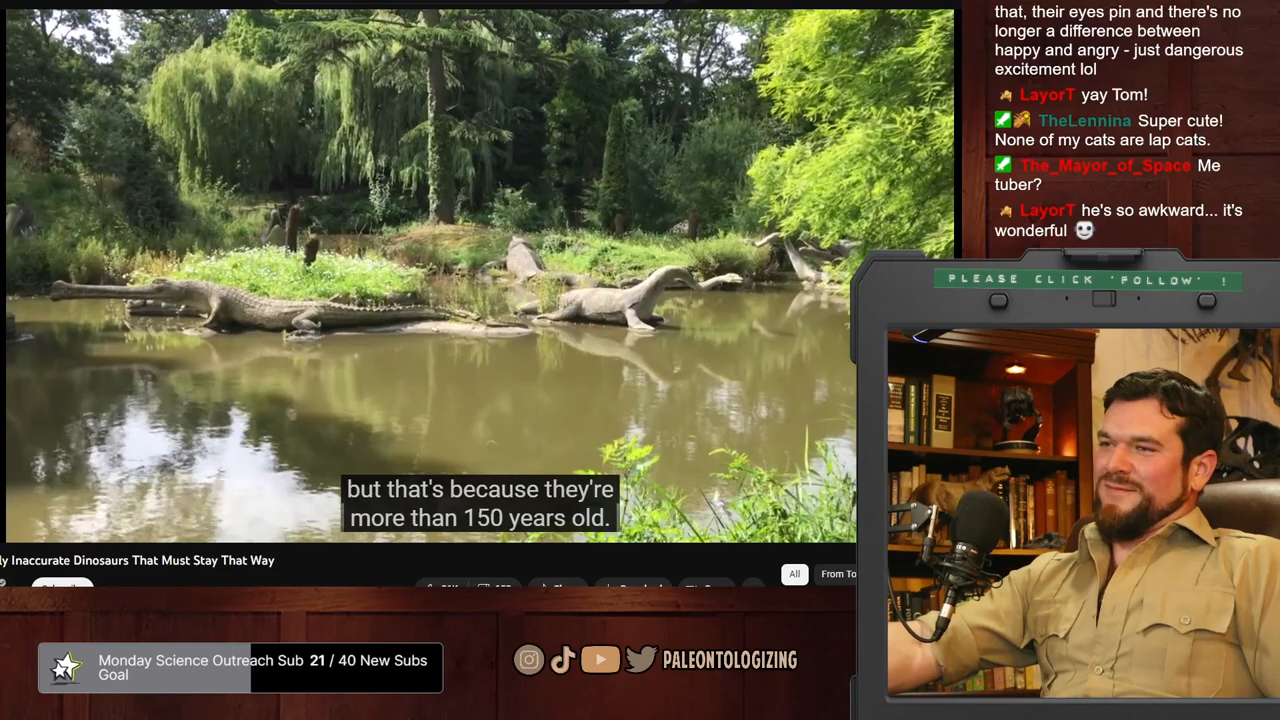 that, their eyes pin and there's no
longer a difference between
happy and angry - just dangerous
excitement lol
LayorT yay Tom!
TheLennina Super cute!
None of my cats are lap cats.
The_Mayor_of_Space Me
tuber?
LayorT he's so awkward... it's
wonderful
PLEASE CLICK 'FOLLOW' !
but that's because they're
more than 150 years old.
ly Inaccurate Dinosaurs That Must Stay That Way
All
From To
Monday Science Outreach Sub 21 / 40 New Subs
Goal
PALEONTOLOGIZING